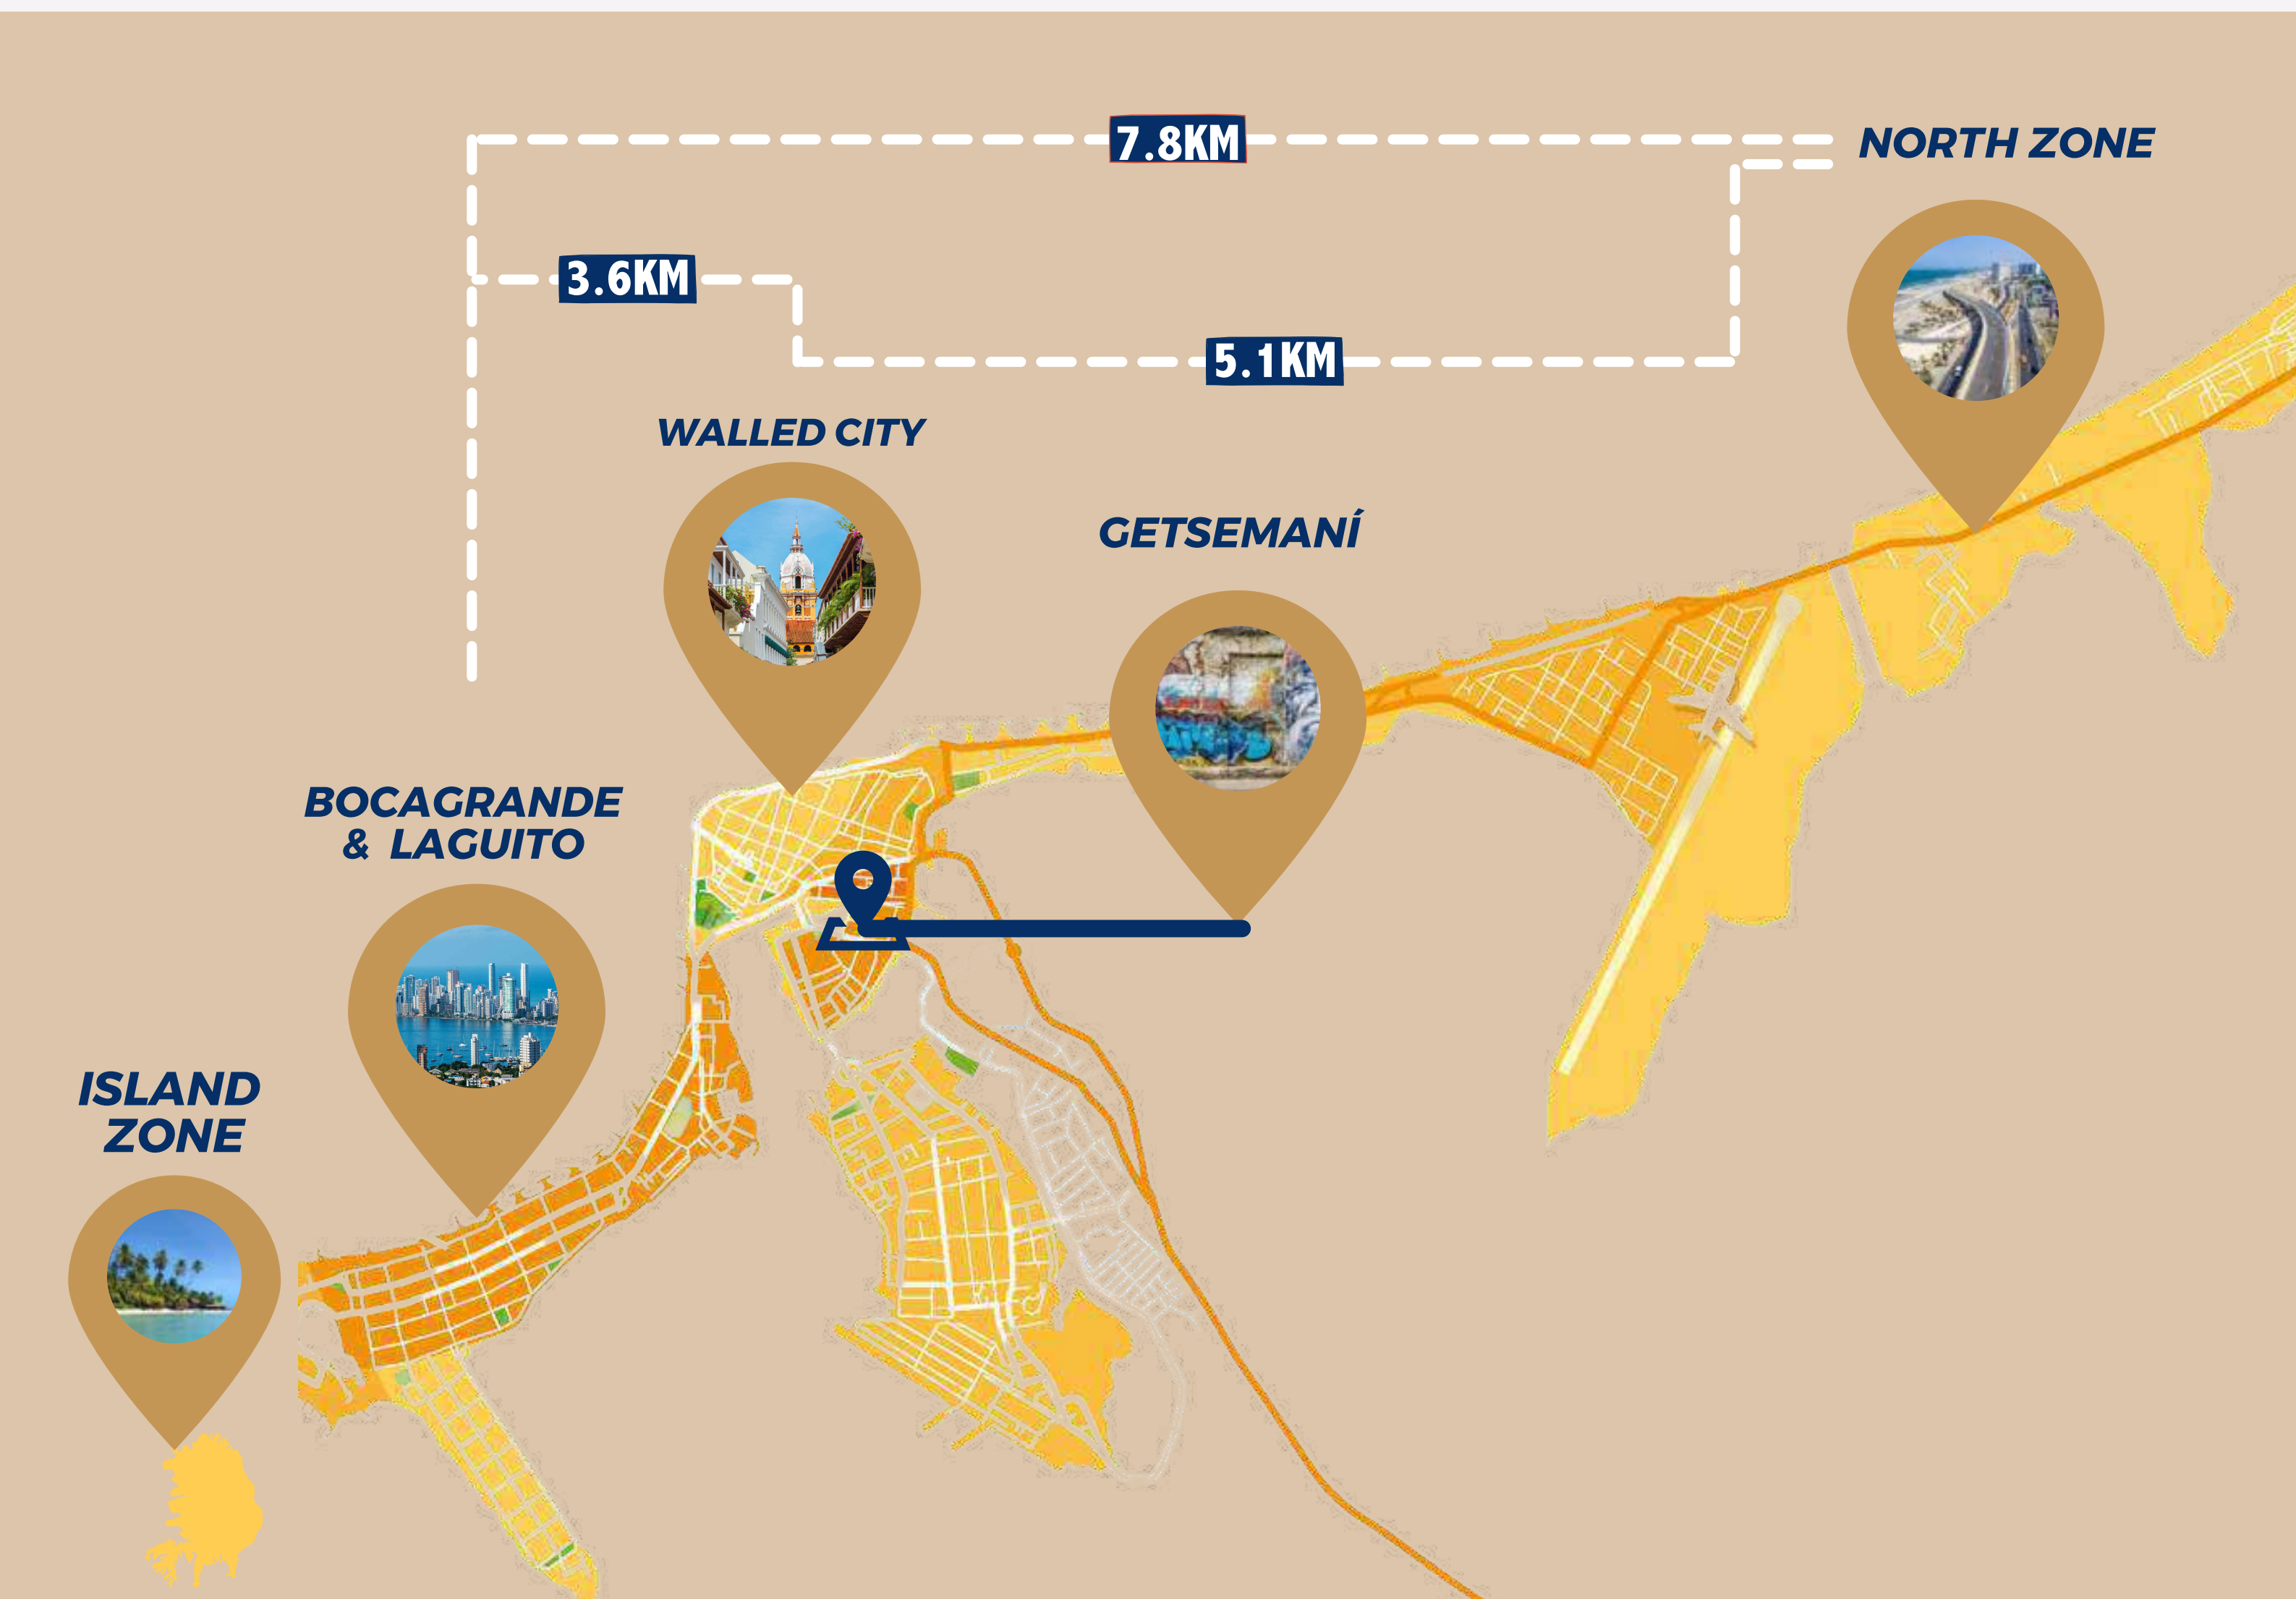 7.8KM
NORTH ZONE
3.6KM
5.1KM
WALLED CITY
GETSEMANÍ
BOCAGRANDE
& LAGUITO
ISLAND
ZONE